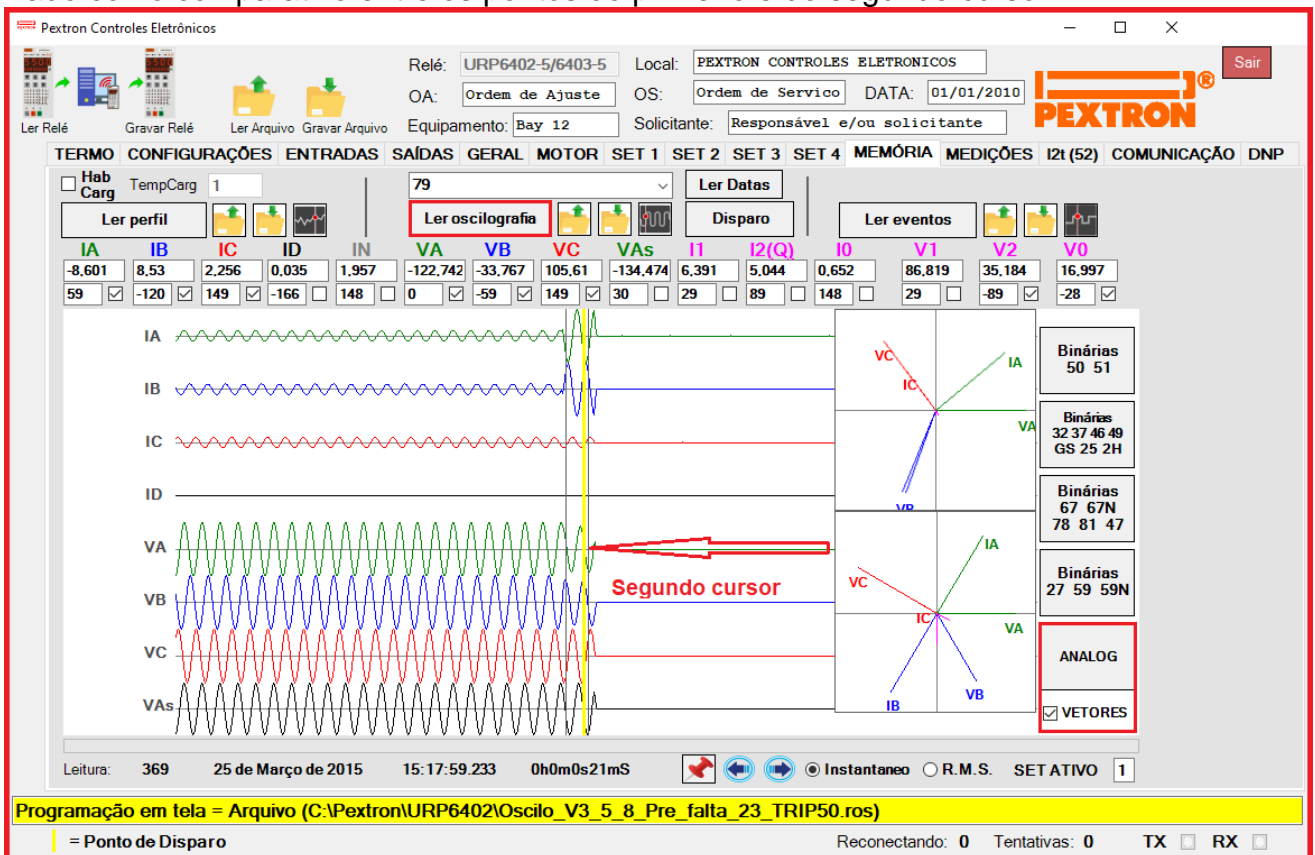 Pextron Controles Eletrônicos
Relé: URP6402-5/6403-5 Local: PEXTRON CONTROLES ELETRONICOS Sair
OA: Ordem de Ajuste OS: Ordem de Servico DATA: 01/01/2010
Ler Relé Gravar Relé Ler Arquivo Gravar Arquivo Equipamento: Bay 12 Solicitante: Responsável e/ou solicitante PEXTRON ®
TERMO CONFIGURAÇÕES ENTRADAS SAÍDAS GERAL MOTOR SET 1 SET 2 SET 3 SET 4 MEMÓRIA MEDIÇÕES I2t (52) COMUNICAÇÃO DNP
Hab Carg TempCarg 1 79 Ler Datas
Ler perfil Ler oscilografia Disparo Ler eventos
IA IB IC ID IN VA VB VC VAs I1 I2(Q) I0 V1 V2 V0
-8,601 8,53 2,256 0,035 1,957 -122,742 -33,767 105,61 -134,474 6,391 5,044 0,652 86,819 35,184 16,997
59 -120 149 -166 148 0 -59 149 30 29 89 148 29 -89 -28
IA
IB
IC
ID
VA
VB
VC
VAs
Segundo cursor
VC
IA
IC
VA
VB
IA
VC
IC
VA
IB
VB
Binárias
50 51
Binárias
32 37 46 49
GS 25 2H
Binárias
67 67N
78 81 47
Binárias
27 59 59N
ANALOG
VETORES
Leitura: 369 25 de Março de 2015 15:17:59.233 0h0m0s21mS Instantaneo R.M.S. SET ATIVO 1
Programação em tela = Arquivo (C:\Pextron\URP6402\Oscilo_V3_5_8_Pre_falta_23_TRIP50.ros)
= Ponto de Disparo Reconectando: 0 Tentativas: 0 TX RX